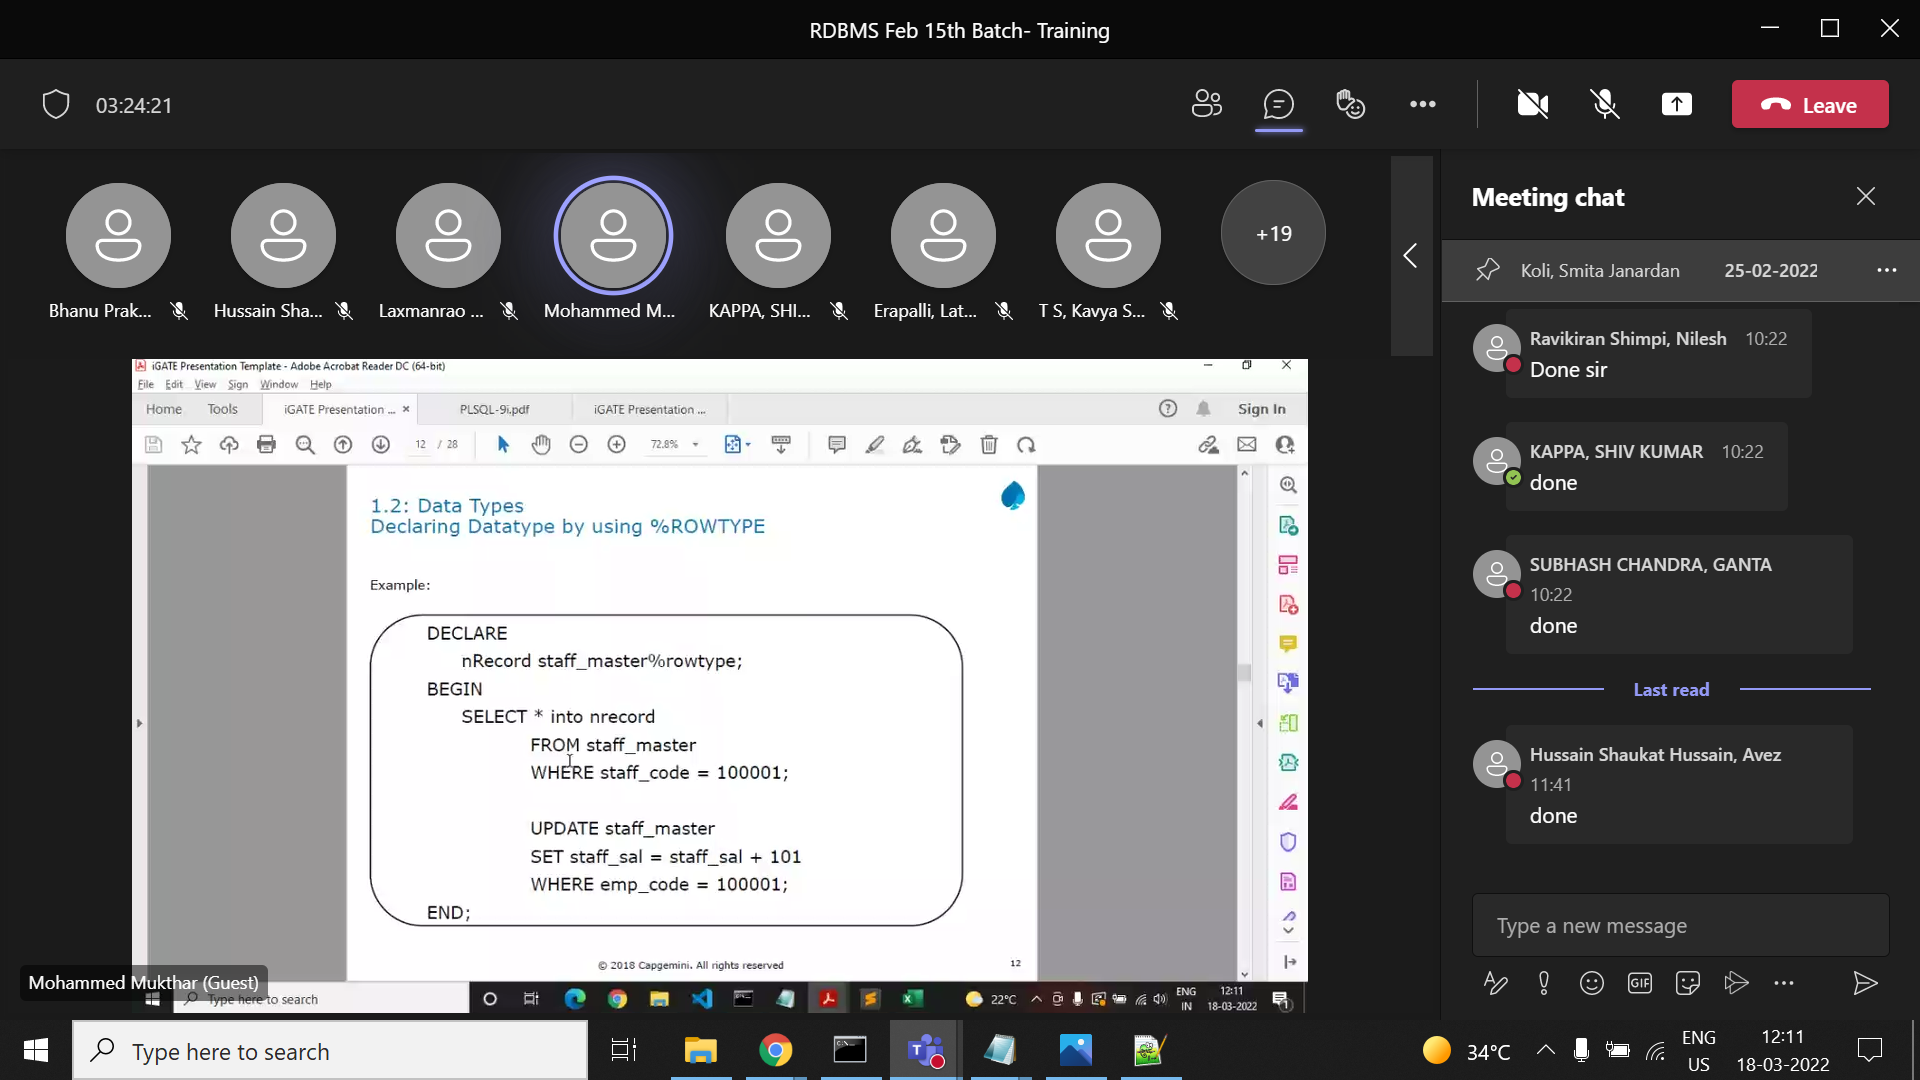 RDBMS Feb 15th Batch- Training
03:24:21
Leave
+19
Bhanu Prak...
Hussain Sha...
Laxmanrao ...
Mohammed M...
KAPPA, SHI...
Erapalli, Lat...
T S, Kavya S...
Meeting chat
Koli, Smita Janardan 25-02-2022
Ravikiran Shimpi, Nilesh 10:22
Done sir
KAPPA, SHIV KUMAR 10:22
done
SUBHASH CHANDRA, GANTA
10:22
done
Last read
Hussain Shaukat Hussain, Avez
11:41
done
Type a new message
GIF
iGATE Presentation Template - Adobe Acrobat Reader DC (64-bit)
File Edit View Sign Window Help
Home Tools iGATE Presentation ... × PLSQL-9i.pdf iGATE Presentation ... Sign In
12 / 28 72.8%
1.2: Data Types
Declaring Datatype by using %ROWTYPE
Example:
DECLARE
nRecord staff_master%rowtype;
BEGIN
SELECT * into nrecord
FROM staff_master
WHERE staff_code = 100001;
UPDATE staff_master
SET staff_sal = staff_sal + 101
WHERE emp_code = 100001;
END;
© 2018 Capgemini. All rights reserved 12
Mohammed Mukthar (Guest)
Type here to search
22°C
ENG
IN
12:11
18-03-2022
Type here to search
34°C
ENG
US
12:11
18-03-2022